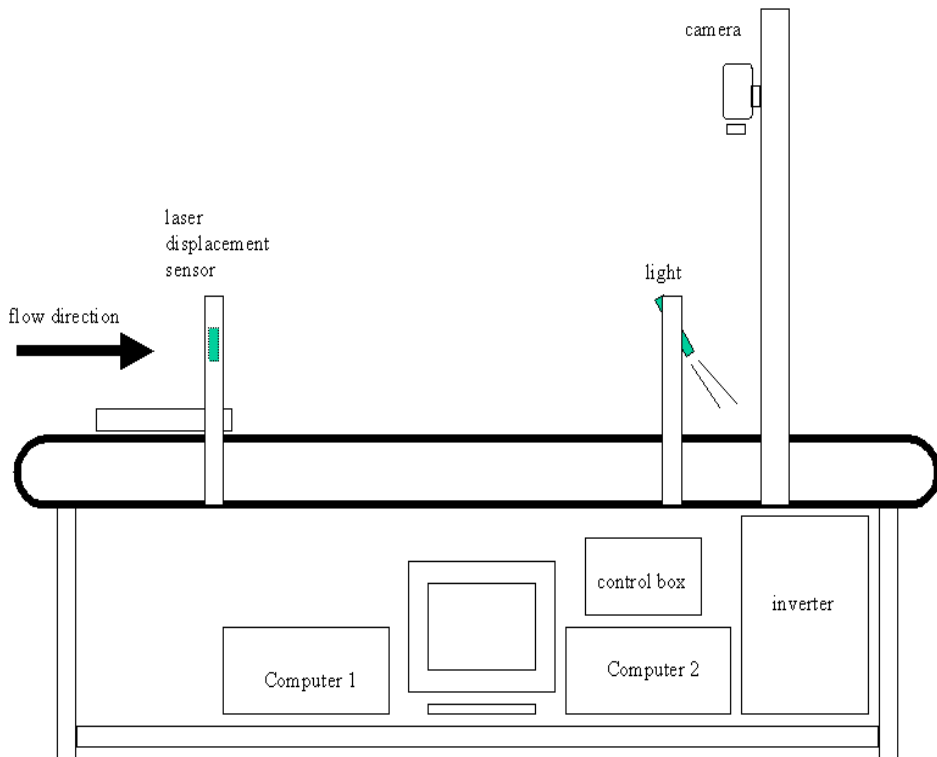 camera
laser
displacement
sensor
light
flow direction
control box
inverter
Computer 1
Computer 2